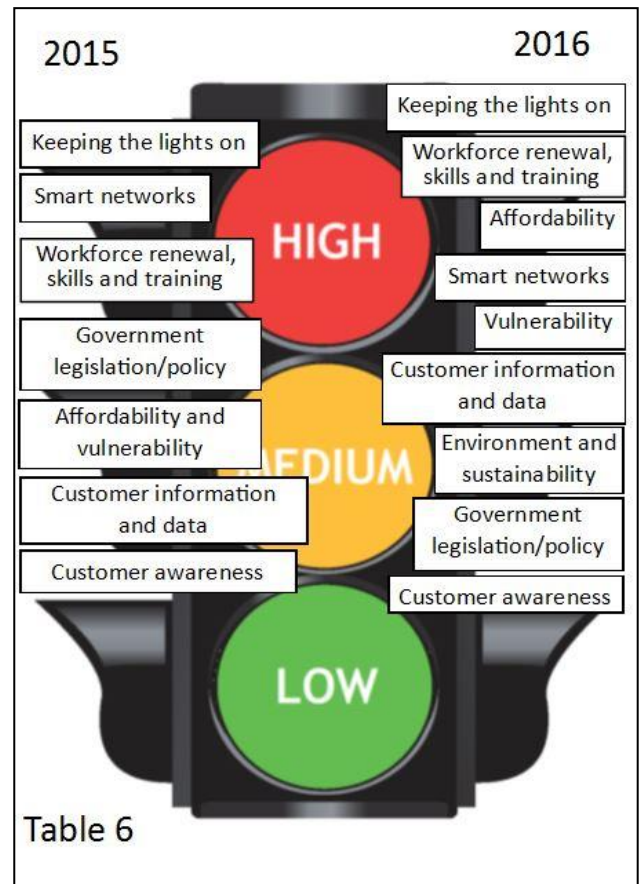 2015
Keeping the lights on
Smart networks
Workforce renewal,
skills and training
Government
legislation/policy
Affordability and
vulnerability
Customer information
and data
Customer awareness
2016
Keeping the lights on
Workforce renewal,
skills and training
Affordability
Smart networks
Vulnerability
Customer information
and data
Environment and
sustainability
Government
legislation/policy
Customer awareness
HIGH
MEDIUM
LOW
Table 6